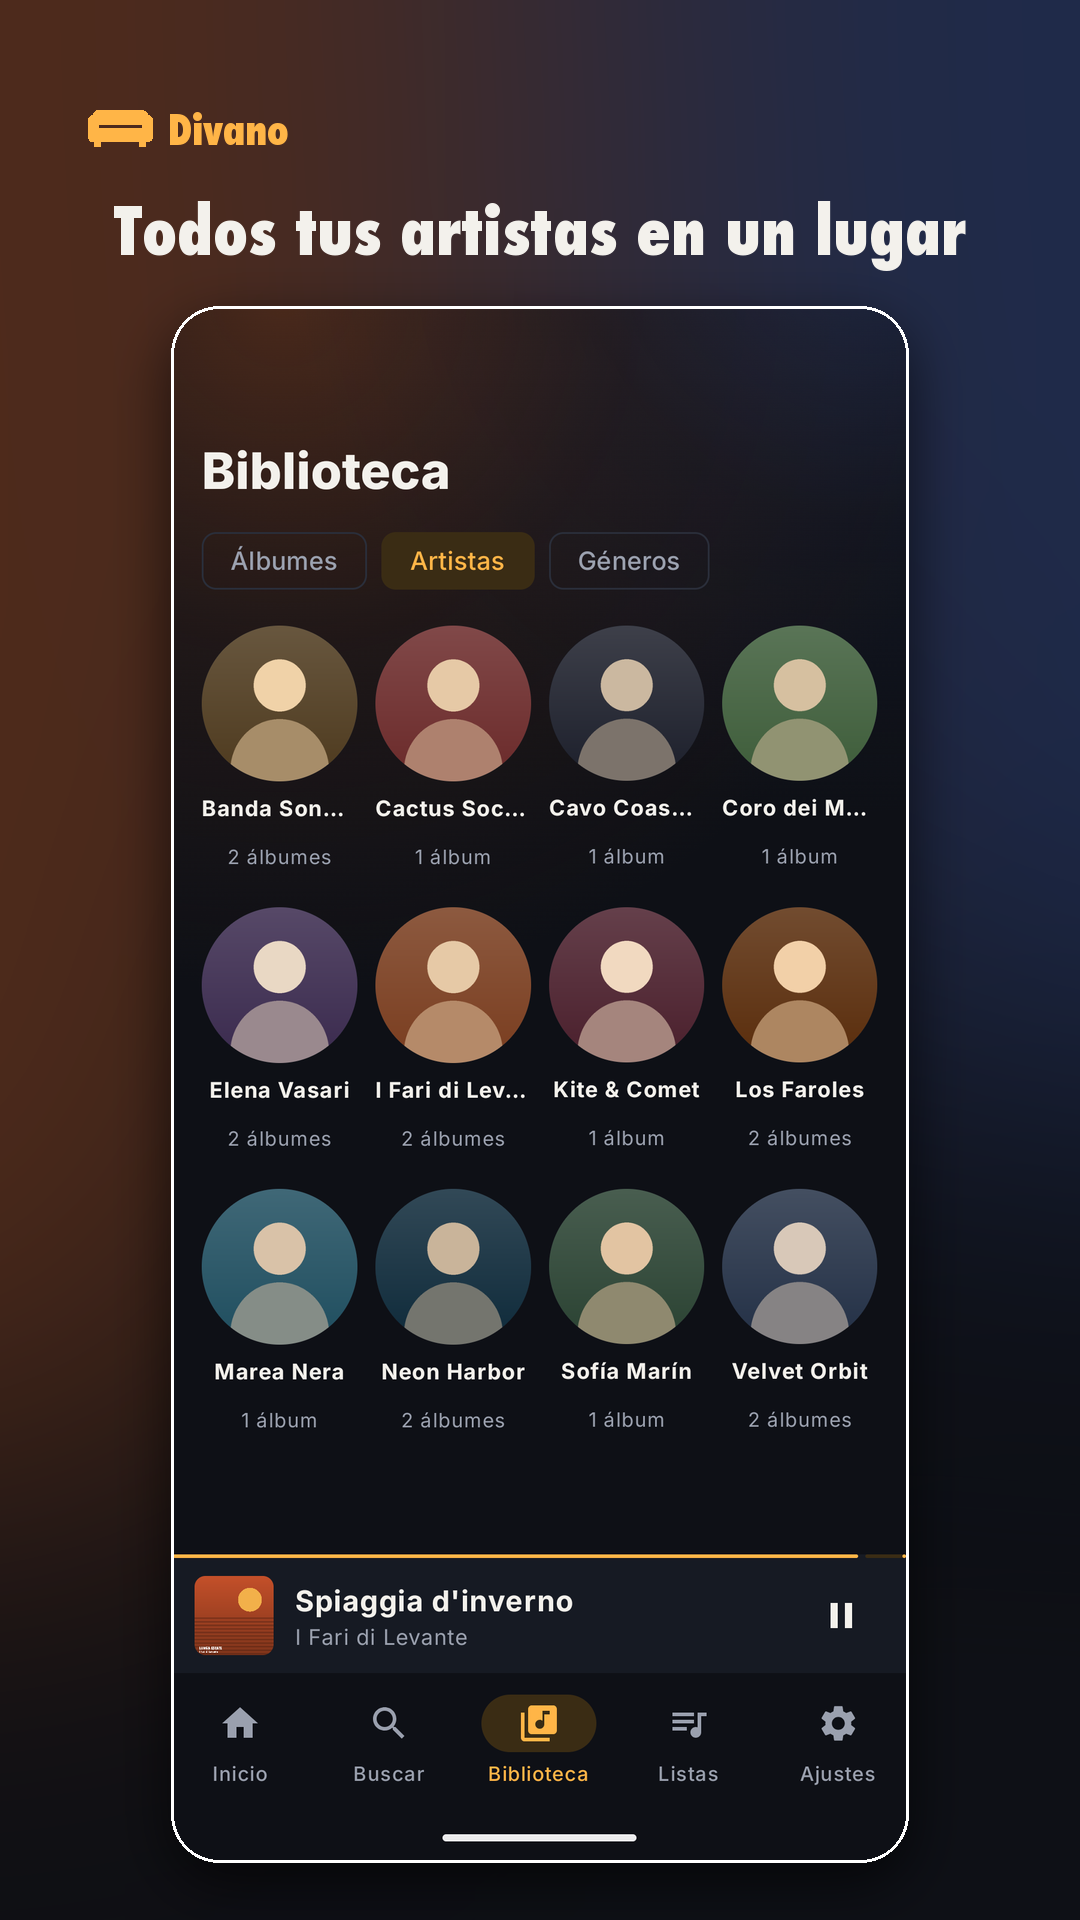 Divano
Todos tus artistas en un lugar
Biblioteca
Álbumes Artistas Géneros
Banda Son... Cactus Soc... Cavo Coas... Coro dei M...
2 álbumes 1 álbum 1 álbum 1 álbum
Elena Vasari I Fari di Lev... Kite & Comet Los Faroles
2 álbumes 2 álbumes 1 álbum 2 álbumes
Marea Nera Neon Harbor Sofía Marín Velvet Orbit
1 álbum 2 álbumes 1 álbum 2 álbumes
Spiaggia d'inverno
I Fari di Levante
Inicio Buscar Biblioteca Listas Ajustes